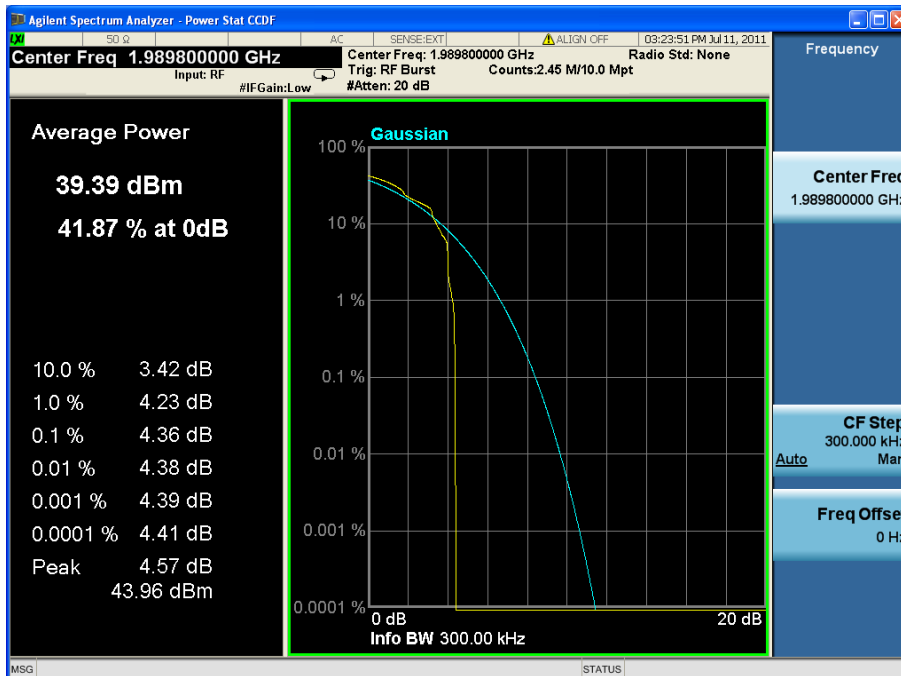 Agilent Spectrum Analyzer - Power Stat CCDF
LXI 50 Ω AC SENSE:EXT ALIGN OFF 03:23:51 PM Jul 11, 2011
Center Freq 1.989800000 GHz
Input: RF
#IFGain:Low
Center Freq: 1.989800000 GHz Radio Std: None
Trig: RF Burst Counts:2.45 M/10.0 Mpt
#Atten: 20 dB
Frequency
Average Power
39.39 dBm
41.87 % at 0dB
10.0 % 3.42 dB
1.0 % 4.23 dB
0.1 % 4.36 dB
0.01 % 4.38 dB
0.001 % 4.39 dB
0.0001 % 4.41 dB
Peak 4.57 dB
43.96 dBm
Gaussian
100 %
10 %
1 %
0.1 %
0.01 %
0.001 %
0.0001 %
0 dB 20 dB
Info BW 300.00 kHz
Center Freq
1.989800000 GHz
CF Step
300.000 kHz
Auto Man
Freq Offset
0 Hz
MSG STATUS